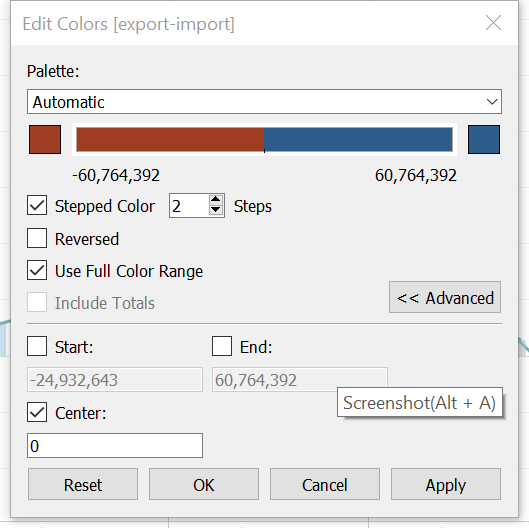 Edit Colors [export-import]
Palette:
Automatic
-60,764,392 60,764,392
Stepped Color 2 Steps
Reversed
Use Full Color Range
Include Totals
<< Advanced
Start: End:
-24,932,643 60,764,392
Screenshot(Alt + A)
Center:
0
Reset OK Cancel Apply